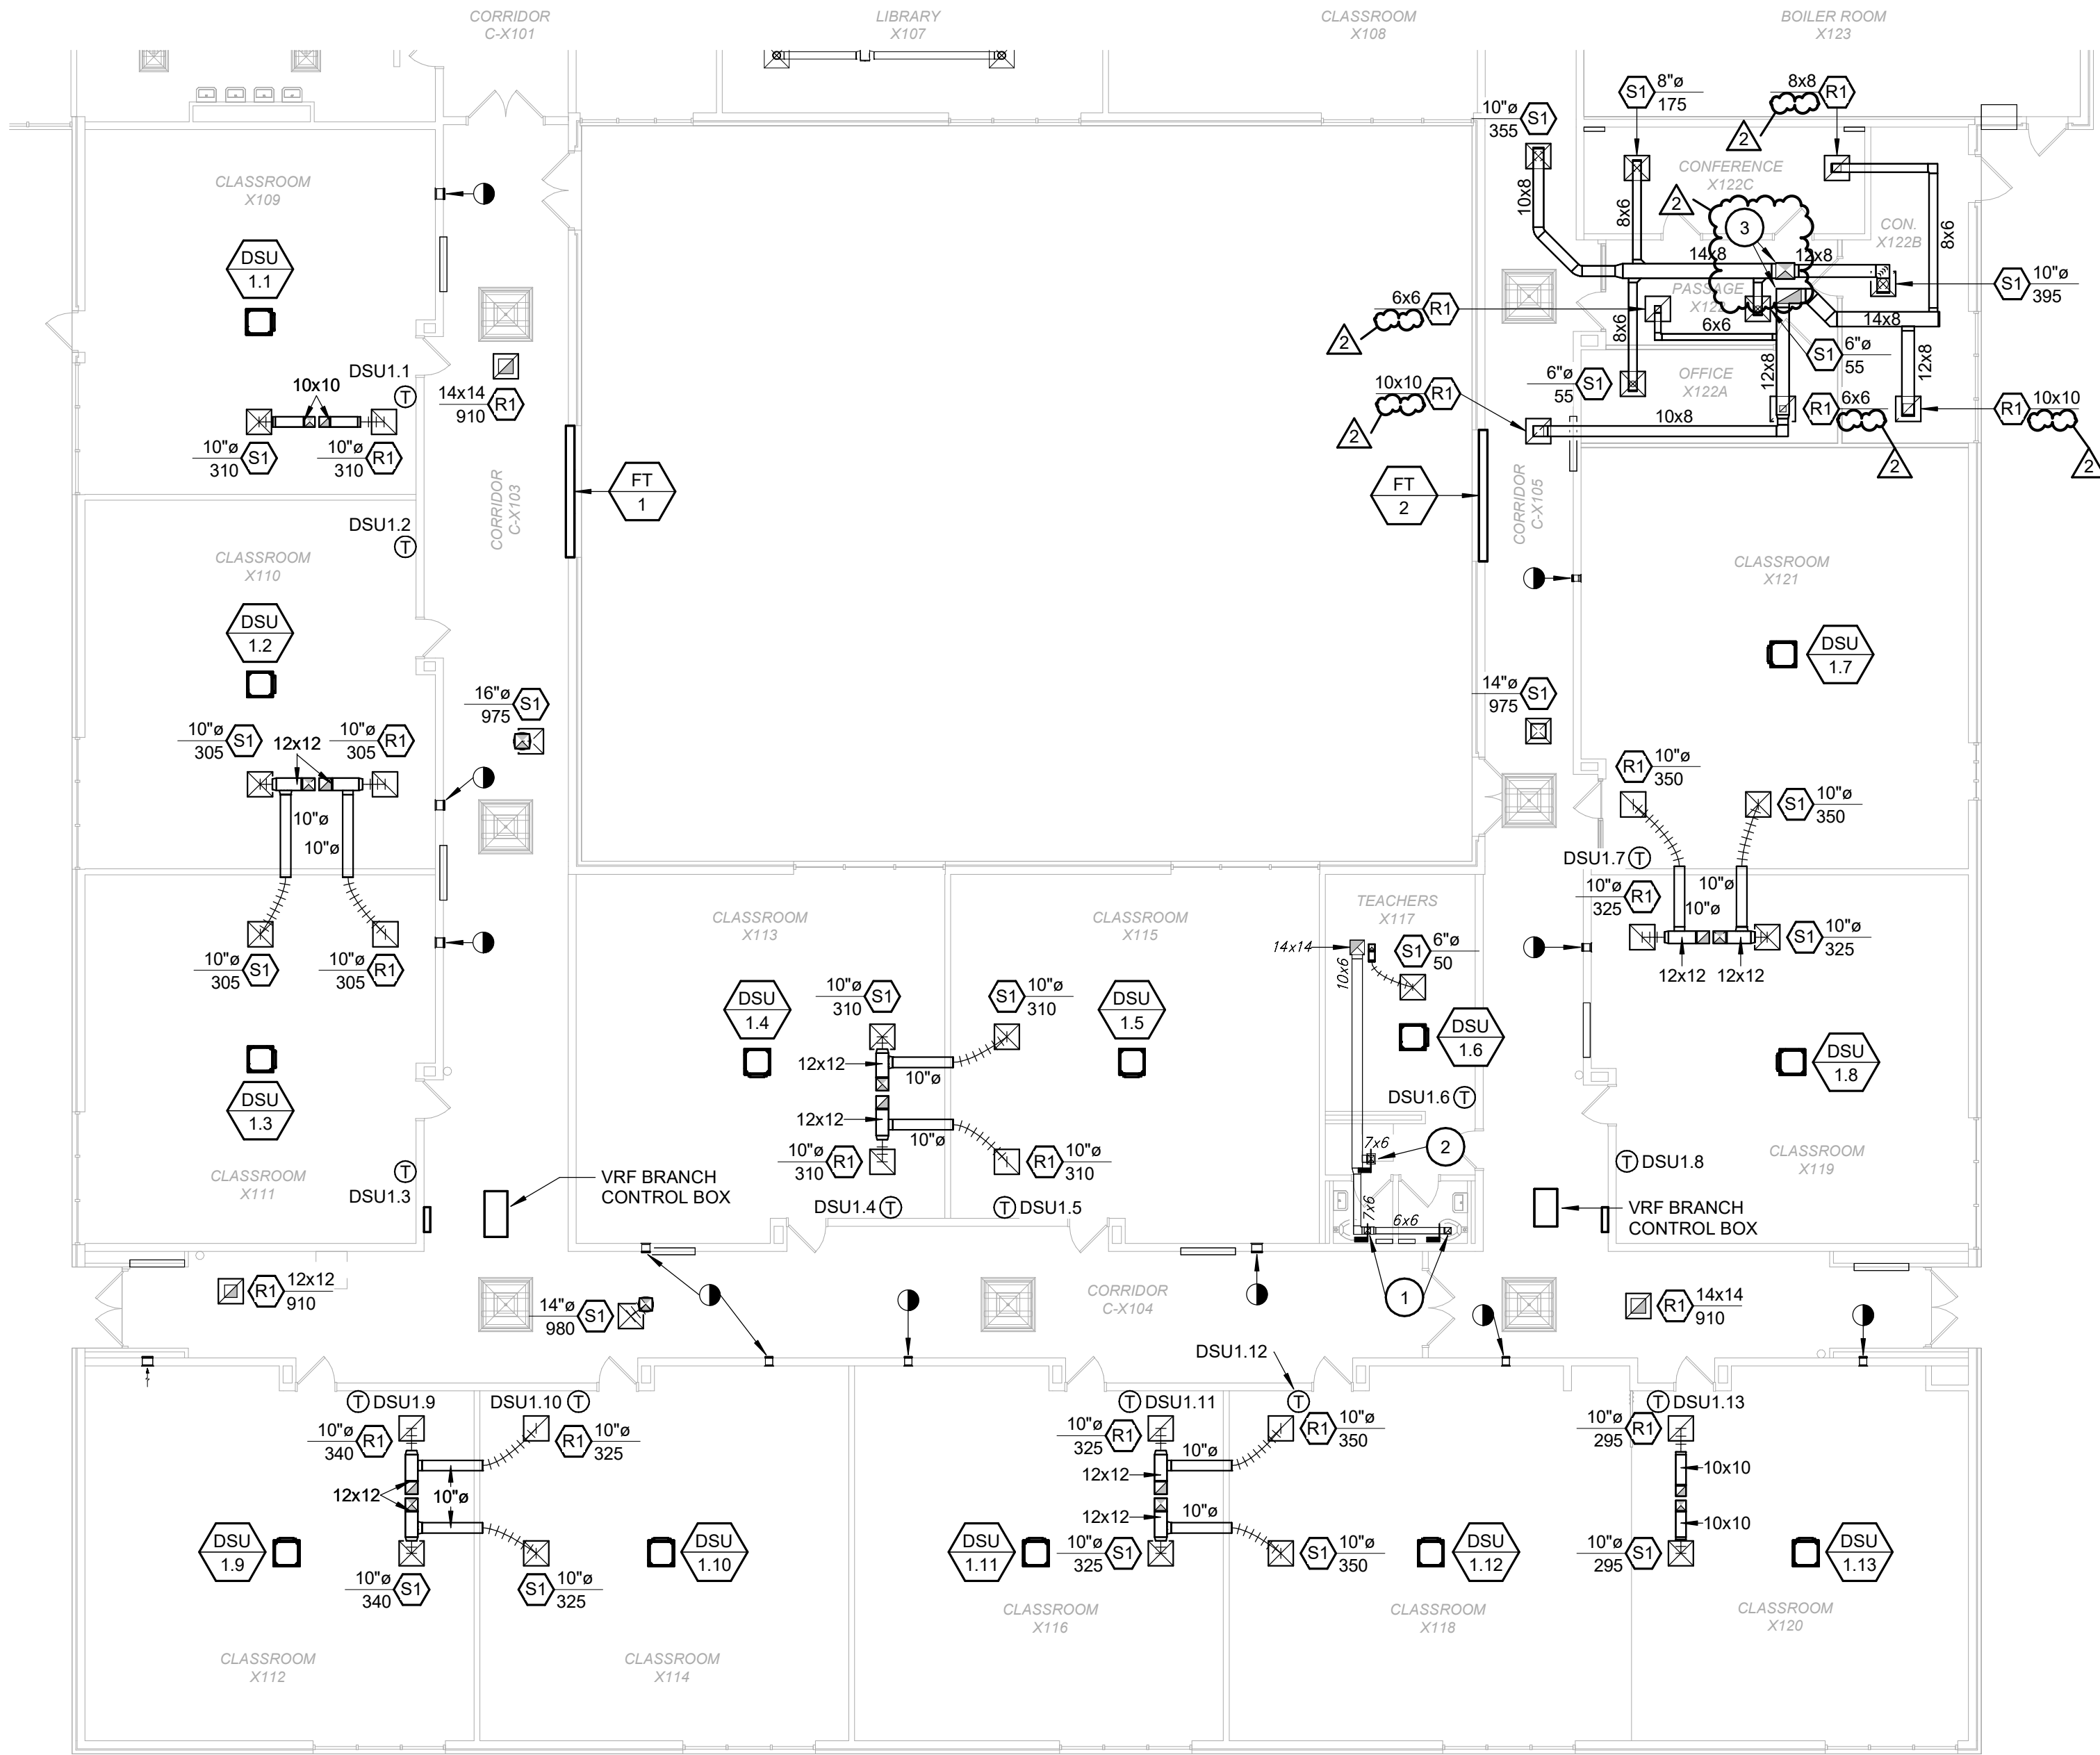 CORRIDOR
C-X101
LIBRARY
X107
CLASSROOM
X108
BOILER ROOM
X123
10"ø
355
S1
S1
8"ø
175
8x8
R1
2
CONFERENCE
X122C
2
3
10x8
8x6
14x8
12x8
CON.
X122B
8x6
S1
10"ø
395
PASSAGE
X122
6x6
R1
2
8x6
6x6
14x8
S1
6"ø
55
6"ø
55
S1
OFFICE
X122A
12x8
12x8
10x10
R1
2
10x8
R1
6x6
2
R1
10x10
2
CLASSROOM
X109
DSU
1.1
DSU1.1
T
10x10
10"ø
310
S1
10"ø
310
R1
14x14
910
R1
CORRIDOR
C-X103
FT
1
FT
2
CORRIDOR
C-X105
DSU1.2
T
CLASSROOM
X110
DSU
1.2
CLASSROOM
X121
DSU
1.7
16"ø
975
S1
14"ø
975
S1
10"ø
305
S1
12x12
10"ø
305
R1
10"ø
10"ø
R1
10"ø
350
S1
10"ø
350
DSU1.7
T
10"ø
325
R1
10"ø
10"ø
S1
10"ø
325
12x12
12x12
10"ø
305
S1
10"ø
305
R1
DSU
1.3
CLASSROOM
X111
T
DSU1.3
CLASSROOM
X113
CLASSROOM
X115
TEACHERS
X117
14x14
10x6
S1
6"ø
50
DSU
1.4
10"ø
310
S1
S1
10"ø
310
DSU
1.5
DSU
1.6
12x12
10"ø
12x12
10"ø
DSU1.6
T
DSU
1.8
10"ø
310
R1
R1
10"ø
310
7x6
2
CLASSROOM
X119
T
DSU1.8
VRF BRANCH
CONTROL BOX
DSU1.4
T
T
DSU1.5
7x6
6x6
VRF BRANCH
CONTROL BOX
R1
12x12
910
14"ø
980
S1
CORRIDOR
C-X104
1
R1
14x14
910
DSU1.12
T
T
DSU1.9
DSU1.10
T
T
DSU1.11
T
DSU1.13
10"ø
340
R1
R1
10"ø
325
10"ø
325
R1
R1
10"ø
350
10"ø
295
R1
12x12
10"ø
12x12
10"ø
12x12
10"ø
10x10
10x10
DSU
1.9
DSU
1.10
DSU
1.11
10"ø
325
S1
S1
10"ø
350
DSU
1.12
10"ø
295
S1
DSU
1.13
10"ø
340
S1
S1
10"ø
325
CLASSROOM
X116
CLASSROOM
X118
CLASSROOM
X120
CLASSROOM
X112
CLASSROOM
X114